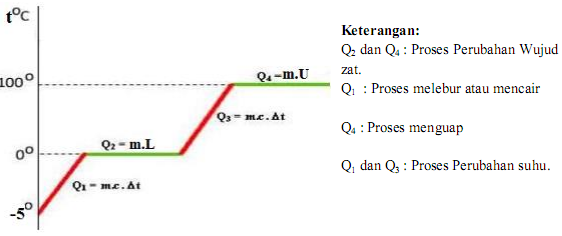 t°C
100°
0°
-5°
Q₁ = m.c.Δt
Q₂ = m.L
Q₃ = m.c.Δt
Q₄ = m.U
Keterangan:
Q₂ dan Q₄ : Proses Perubahan Wujud
zat.
Q₁ : Proses melebur atau mencair
Q₄ : Proses menguap
Q₁ dan Q₃ : Proses Perubahan suhu.